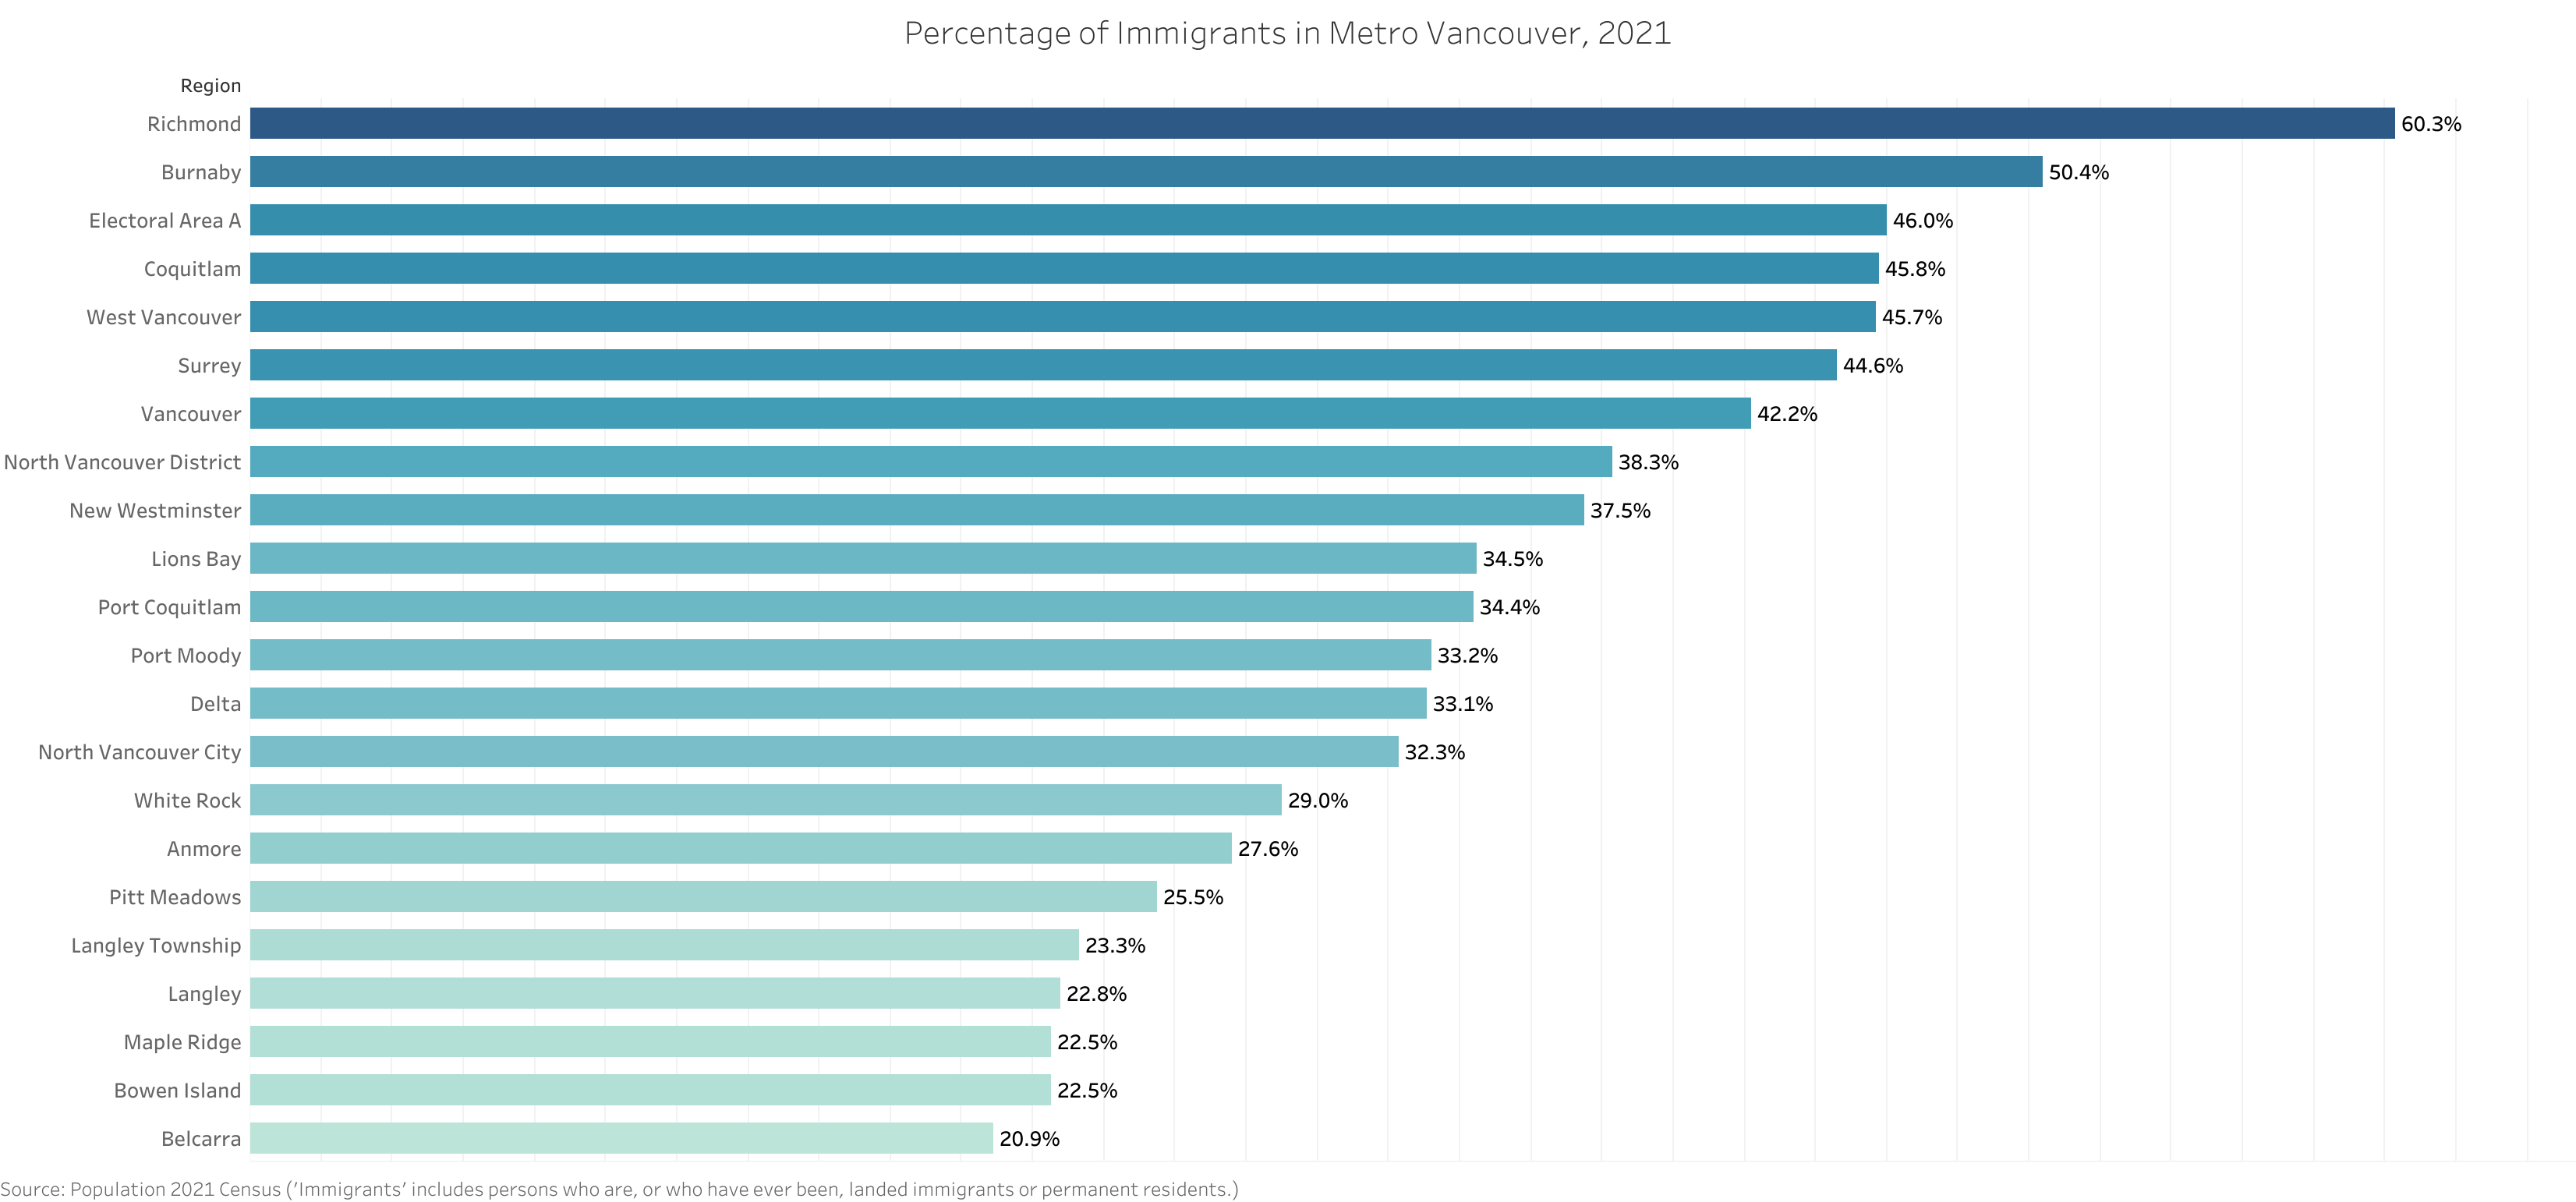 Percentage of Immigrants in Metro Vancouver, 2021
Region
Richmond 60.3%
Burnaby 50.4%
Electoral Area A 46.0%
Coquitlam 45.8%
West Vancouver 45.7%
Surrey 44.6%
Vancouver 42.2%
North Vancouver District 38.3%
New Westminster 37.5%
Lions Bay 34.5%
Port Coquitlam 34.4%
Port Moody 33.2%
Delta 33.1%
North Vancouver City 32.3%
White Rock 29.0%
Anmore 27.6%
Pitt Meadows 25.5%
Langley Township 23.3%
Langley 22.8%
Maple Ridge 22.5%
Bowen Island 22.5%
Belcarra 20.9%
Source: Population 2021 Census ('Immigrants' includes persons who are, or who have ever been, landed immigrants or permanent residents.)